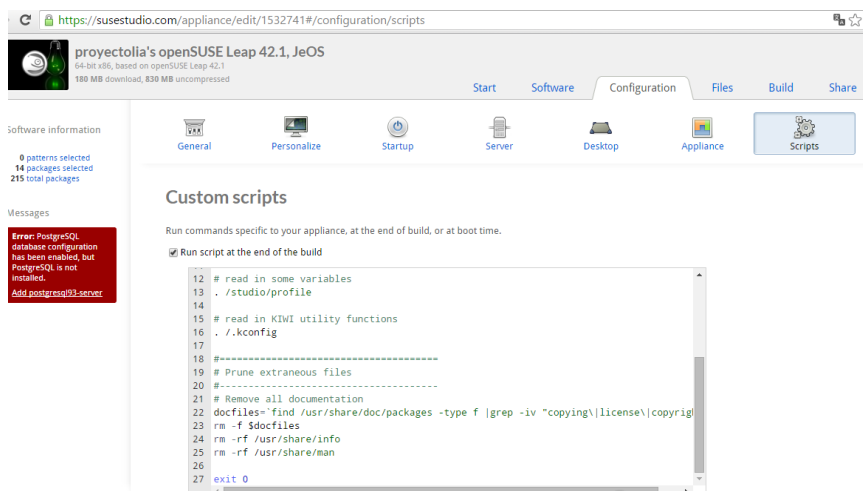 https://susestudio.com/appliance/edit/1532741#/configuration/scripts
proyectolia's openSUSE Leap 42.1, JeOS
64-bit x86, based on openSUSE Leap 42.1
180 MB download, 830 MB uncompressed
Start Software Configuration Files Build Share
Software information
0 patterns selected
14 packages selected
215 total packages
Messages
Error: PostgreSQL
database configuration
has been enabled, but
PostgreSQL is not
installed.
Add postgresql93-server
General Personalize Startup Server Desktop Appliance Scripts
Custom scripts
Run commands specific to your appliance, at the end of build, or at boot time.
Run script at the end of the build
12 # read in some variables
13 . /studio/profile
14
15 # read in KIWI utility functions
16 . /.kconfig
17
18 #======================================
19 # Prune extraneous files
20 #--------------------------------------
21 # Remove all documentation
22 docfiles=`find /usr/share/doc/packages -type f |grep -iv "copying\|license\|copyrig
23 rm -f $docfiles
24 rm -rf /usr/share/info
25 rm -rf /usr/share/man
26
27 exit 0